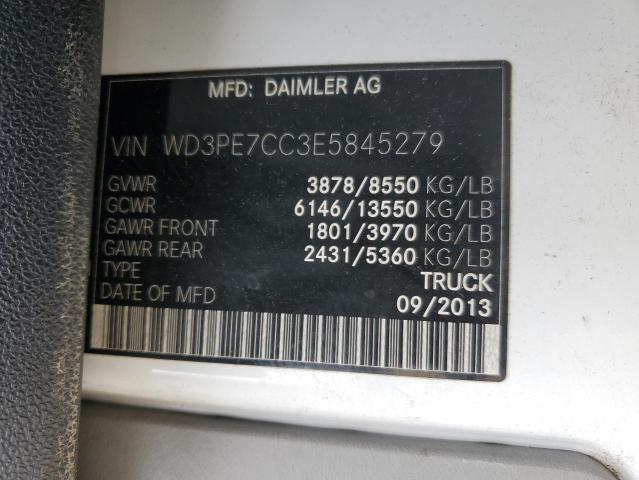 MFD: DAIMLER AG
VIN WD3PE7CC3E5845279
GVWR 3878/8550 KG/LB
GCWR 6146/13550 KG/LB
GAWR FRONT 1801/3970 KG/LB
GAWR REAR 2431/5360 KG/LB
TYPE TRUCK
DATE OF MFD 09/2013